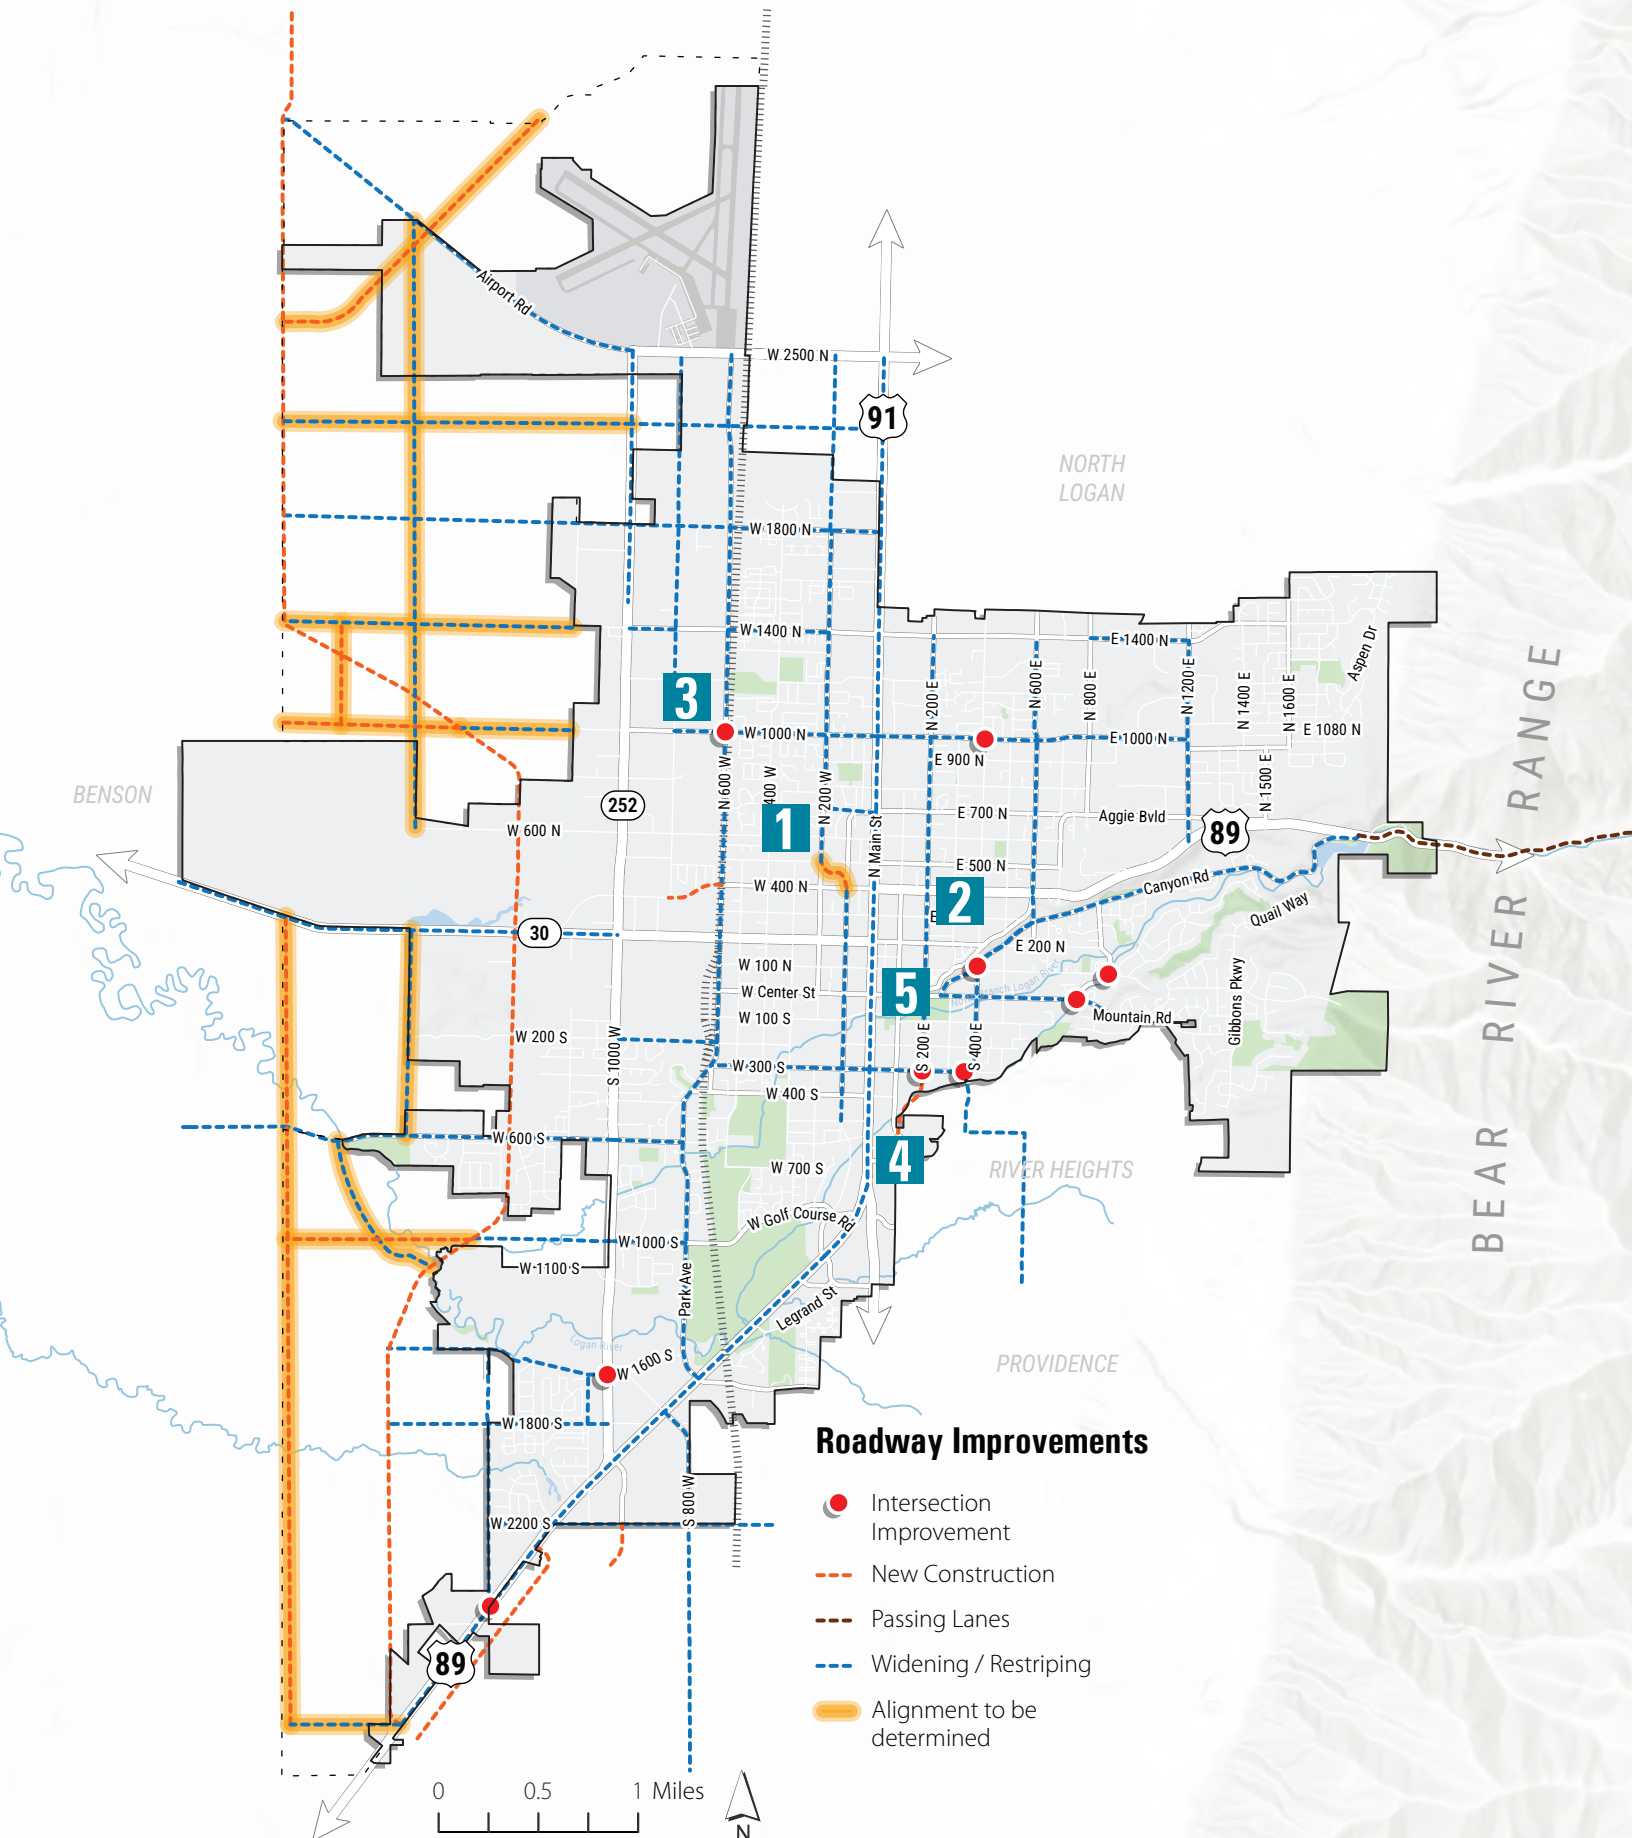 Airport Rd
W 2500 N
91
NORTH
LOGAN
W 1800 N
W 1400 N
E 1400 N
N 200 E
N 600 E
N 800 E
N 1200 E
N 1400 E
N 1600 E
Aspen Dr
3
W 1000 N
E 1000 N
E 1080 N
E 900 N
BENSON
252
N 600 W
400 W
N 200 W
N 1500 E
1
E 700 N
Aggie Bvld
89
W 600 N
N Main St
E 500 N
W 400 N
2
Canyon Rd
Quail Way
30
E 200 N
W 100 N
5
W Center St
W 100 S
Mountain Rd
Gibbons Pkwy
W 200 S
S 1000 W
S 200 E
S 400 E
W 300 S
W 400 S
W 600 S
W 700 S
4
RIVER HEIGHTS
BEAR RIVER RANGE
W Golf Course Rd
W 1000 S
W 1100 S
Park Ave
Legrand St
Logan River
W 1600 S
PROVIDENCE
W 1800 S
S 800 W
W 2200 S
89
Roadway Improvements
Intersection
Improvement
New Construction
Passing Lanes
Widening / Restriping
Alignment to be
determined
0 0.5 1 Miles
N